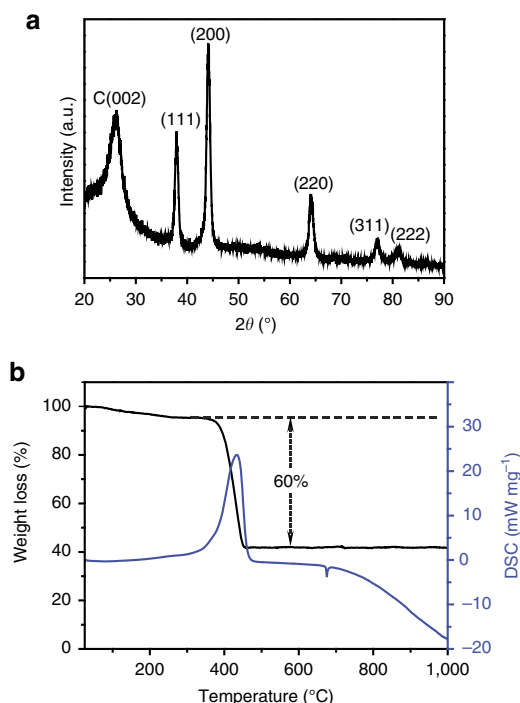 a
(200)
C(002)
(111)
(220)
(311)
(222)
Intensity (a.u.)
20 30 40 50 60 70 80 90
2θ (°)
b
100
80
60
40
20
0
Weight loss (%)
60%
30
20
10
0
−10
−20
DSC (mW mg⁻¹)
200 400 600 800 1,000
Temperature (°C)